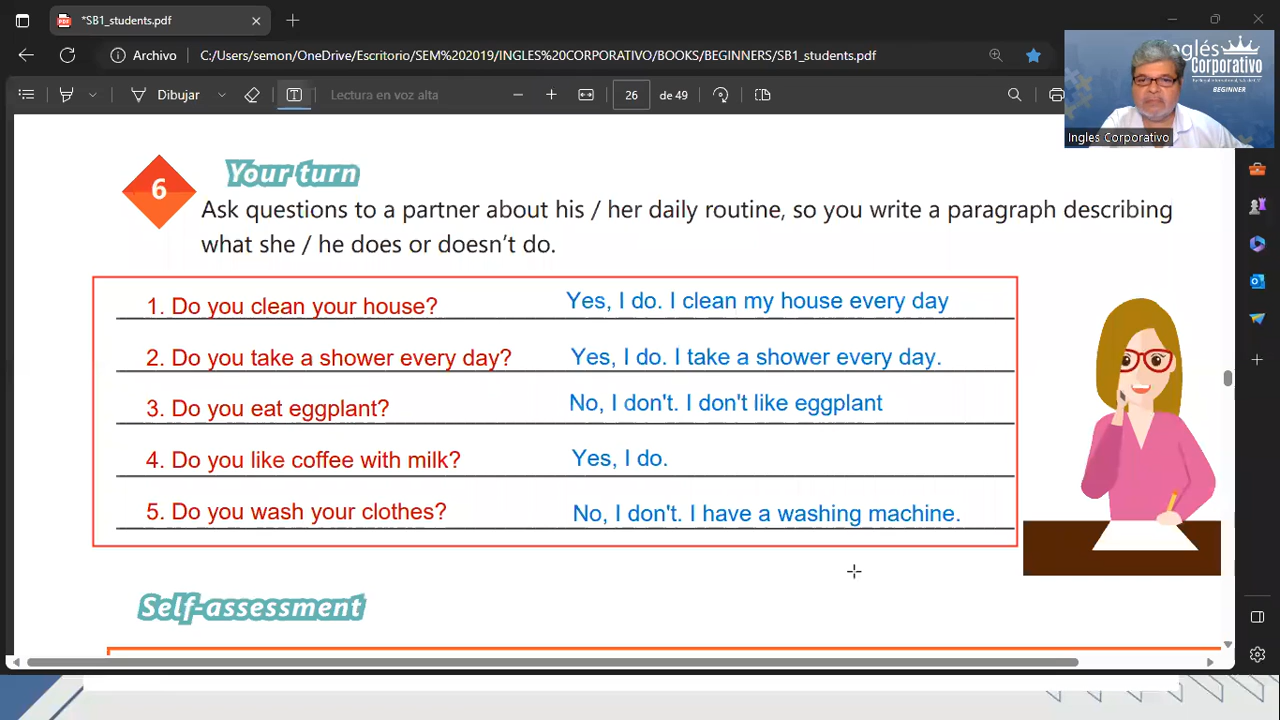 *SB1_students.pdf
Archivo
C:/Users/semon/OneDrive/Escritorio/SEM%202019/INGLES%20CORPORATIVO/BOOKS/BEGINNERS/SB1_students.pdf
Dibujar
Lectura en voz alta
26
de 49
Inglés
Corporativo
BEGINNER
Ingles Corporativo
6
Your turn
Ask questions to a partner about his / her daily routine, so you write a paragraph describing
what she / he does or doesn't do.
1. Do you clean your house? Yes, I do. I clean my house every day
2. Do you take a shower every day? Yes, I do. I take a shower every day.
3. Do you eat eggplant? No, I don't. I don't like eggplant
4. Do you like coffee with milk? Yes, I do.
5. Do you wash your clothes? No, I don't. I have a washing machine.
Self-assessment